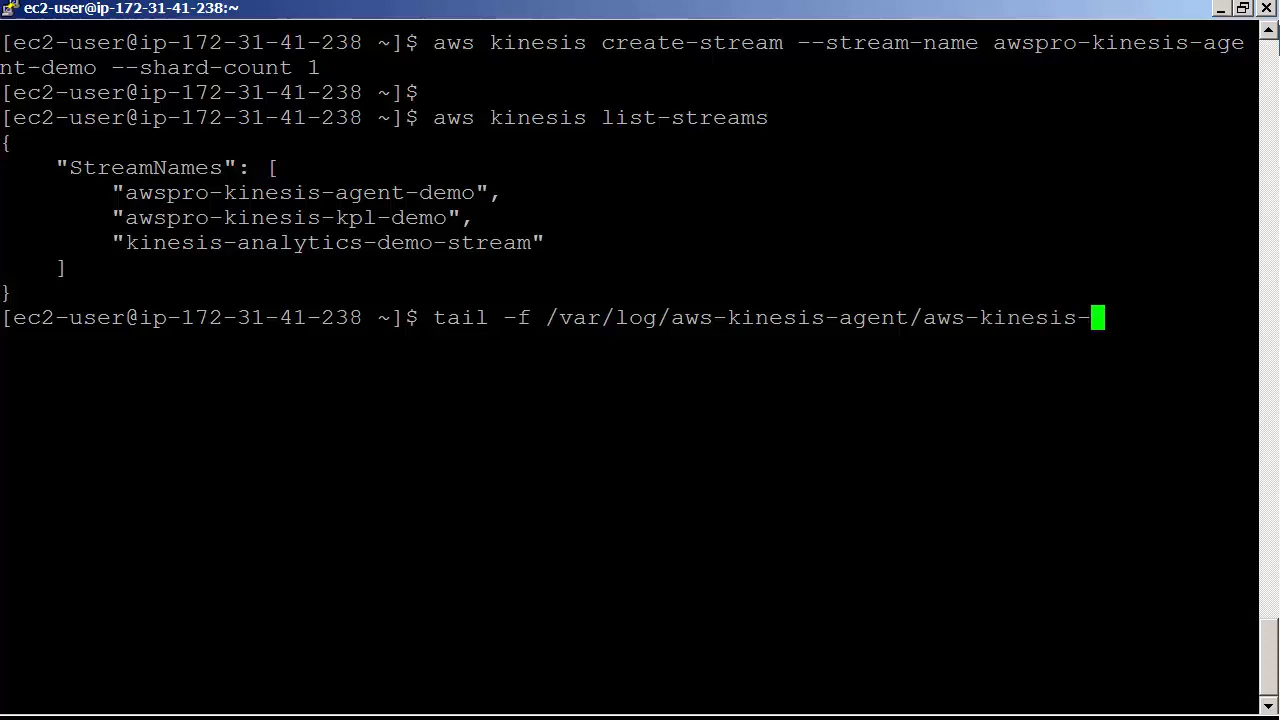 ec2-user@ip-172-31-41-238:~
[ec2-user@ip-172-31-41-238 ~]$ aws kinesis create-stream --stream-name awspro-kinesis-age
nt-demo --shard-count 1
[ec2-user@ip-172-31-41-238 ~]$
[ec2-user@ip-172-31-41-238 ~]$ aws kinesis list-streams
{
    "StreamNames": [
        "awspro-kinesis-agent-demo",
        "awspro-kinesis-kpl-demo",
        "kinesis-analytics-demo-stream"
    ]
}
[ec2-user@ip-172-31-41-238 ~]$ tail -f /var/log/aws-kinesis-agent/aws-kinesis-